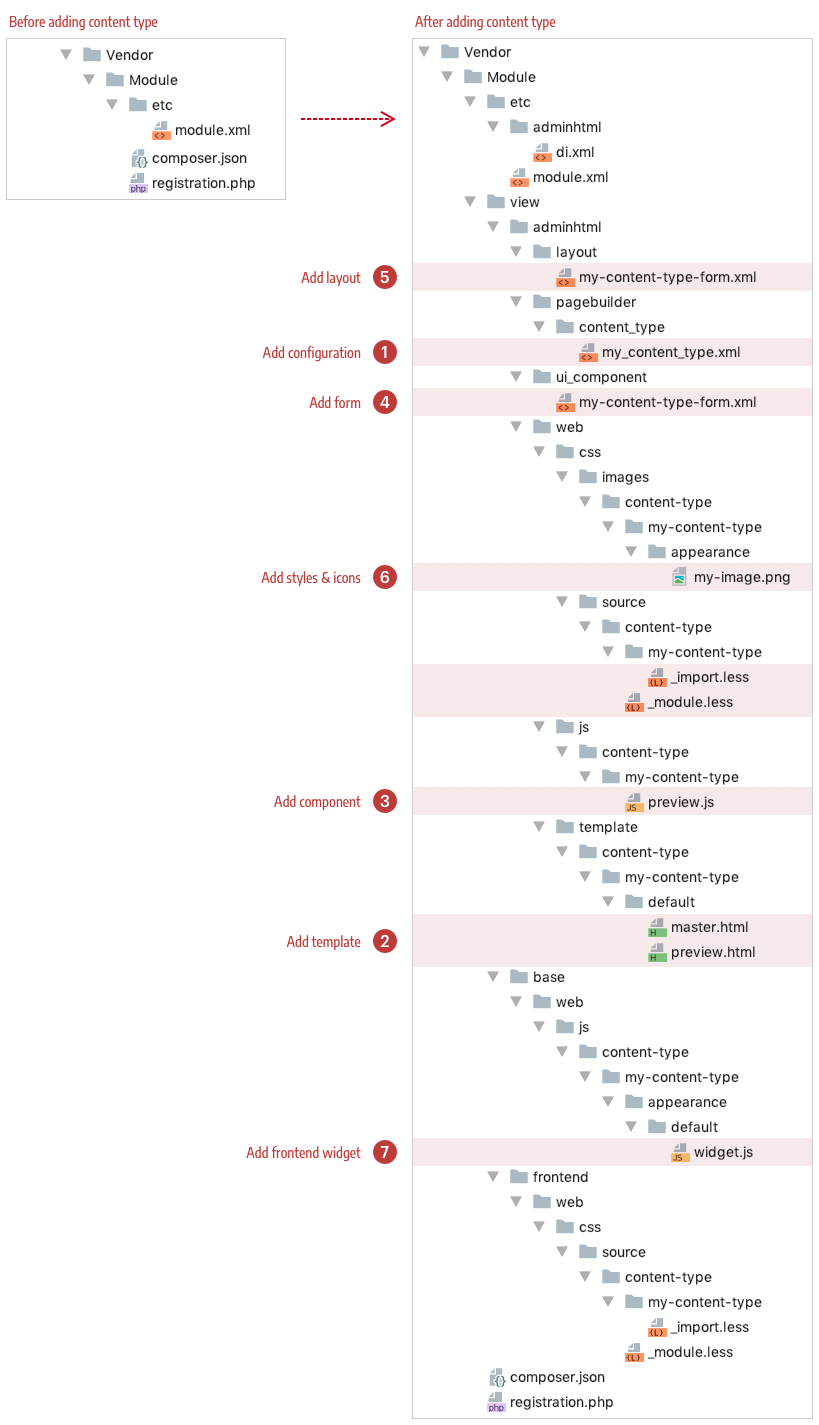 Before adding content type
Vendor
Module
etc
module.xml
composer.json
registration.php
After adding content type
Vendor
Module
etc
adminhtml
di.xml
module.xml
view
adminhtml
layout
Add layout 5 my-content-type-form.xml
pagebuilder
content_type
Add configuration 1 my_content_type.xml
ui_component
Add form 4 my-content-type-form.xml
web
css
images
content-type
my-content-type
appearance
Add styles & icons 6 my-image.png
source
content-type
my-content-type
_import.less
_module.less
js
content-type
my-content-type
Add component 3 preview.js
template
content-type
my-content-type
default
master.html
Add template 2
preview.html
base
web
js
content-type
my-content-type
appearance
default
Add frontend widget 7 widget.js
frontend
web
css
source
content-type
my-content-type
_import.less
_module.less
composer.json
registration.php